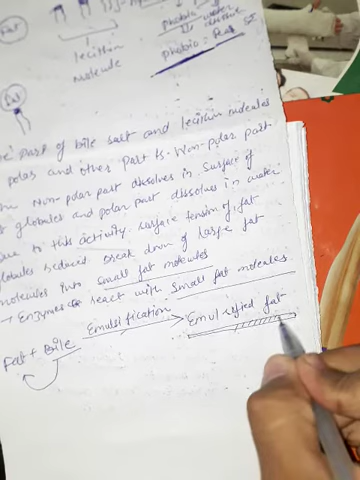 Fat
lecithin
molecule
phobia
water
phobia:
Fat
part of bile salt and lecithin molecules
polar and other Part is Non-polar part
Non-polar part dissolves in surface of
globules and polar part dissolves in water
to this activity surface tension of fat
globules reduced break down of large fat
molecules into small fat molecules
→ Enzymes react with small fat molecules
Fat + Bile Emulsification > Emulsified fat